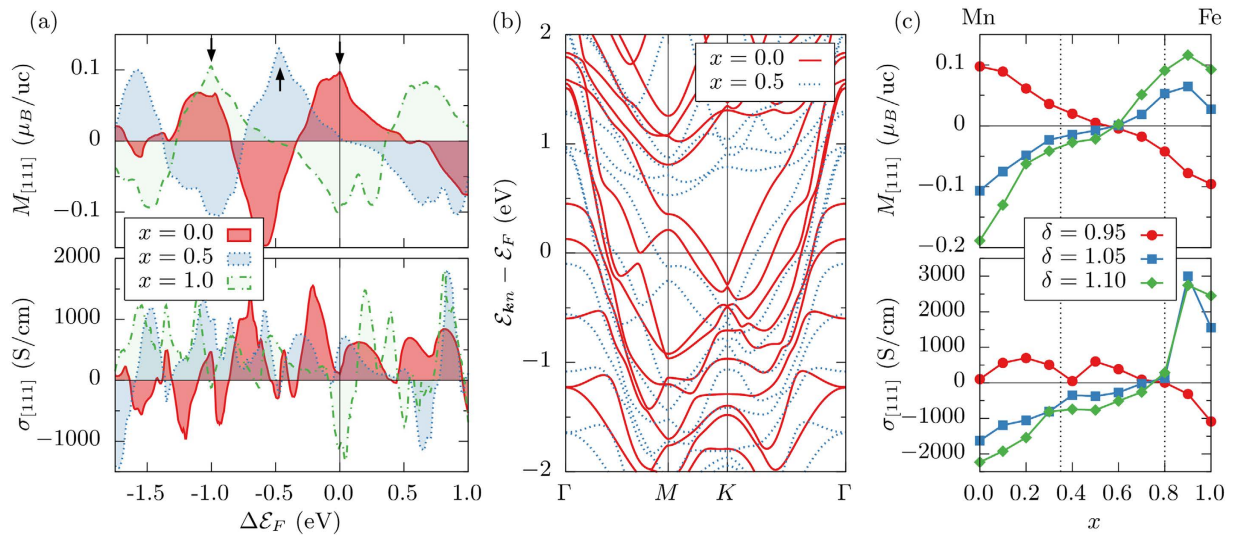 (a)
M[111] (μB/uc)
0.1
0
−0.1
x = 0.0
x = 0.5
x = 1.0
σ[111] (S/cm)
2000
1000
0
−1000
-1.5
-1.0
-0.5
0.0
0.5
1.0
ΔℰF (eV)
(b)
x = 0.0
x = 0.5
ℰkn − ℰF (eV)
2
1
0
−1
−2
Γ
M
K
Γ
(c)
Mn
Fe
M[111] (μB/uc)
0.1
0
−0.1
−0.2
δ = 0.95
δ = 1.05
δ = 1.10
σ[111] (S/cm)
3000
2000
1000
0
−1000
−2000
0.0
0.2
0.4
0.6
0.8
1.0
x